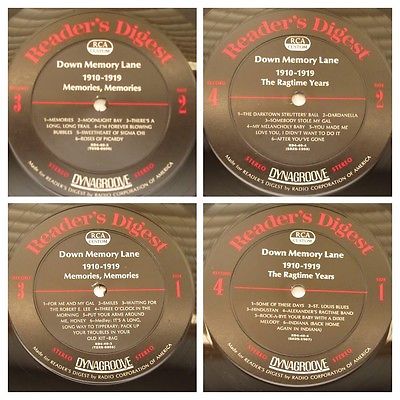 Reader's Digest
RCA
CUSTOM
Down Memory Lane
1910-1919
Memories, Memories
RECORD
3
SIDE
2
1-MEMORIES 2-MOONLIGHT BAY 3-THERE'S A
LONG, LONG TRAIL 4-I'M FOREVER BLOWING
BUBBLES 5-SWEETHEART OF SIGMA CHI
6-ROSES OF PICARDY
STEREO
DYNAGROOVE
STEREO
Made for READER'S DIGEST by RADIO CORPORATION OF AMERICA
Reader's Digest
RCA
CUSTOM
Down Memory Lane
1910-1919
The Ragtime Years
RECORD
4
SIDE
2
1-THE DARKTOWN STRUTTERS' BALL 2-DARDANELLA
3-SOMEBODY STOLE MY GAL
4-MY MELANCHOLY BABY 5-YOU MADE ME
LOVE YOU, I DIDN'T WANT TO DO IT
6-AFTER YOU'VE GONE
STEREO
DYNAGROOVE
STEREO
Made for READER'S DIGEST by RADIO CORPORATION OF AMERICA
Reader's Digest
RCA
CUSTOM
Down Memory Lane
1910-1919
Memories, Memories
RECORD
3
SIDE
1
1-FOR ME AND MY GAL 2-SMILES 3-WAITING FOR
THE ROBERT E. LEE 4-THREE O'CLOCK IN THE
MORNING 5-PUT YOUR ARMS AROUND
ME, HONEY 6-Medley: IT'S A LONG,
LONG WAY TO TIPPERARY, PACK UP
YOUR TROUBLES IN YOUR
OLD KIT-BAG
STEREO
DYNAGROOVE
STEREO
Made for READER'S DIGEST by RADIO CORPORATION OF AMERICA
Reader's Digest
RCA
CUSTOM
Down Memory Lane
1910-1919
The Ragtime Years
RECORD
4
SIDE
1
1-SOME OF THESE DAYS 2-ST. LOUIS BLUES
3-HINDUSTAN 4-ALEXANDER'S RAGTIME BAND
5-ROCK-A-BYE YOUR BABY WITH A DIXIE
MELODY 6-INDIANA (BACK HOME
AGAIN IN INDIANA)
STEREO
DYNAGROOVE
STEREO
Made for READER'S DIGEST by RADIO CORPORATION OF AMERICA